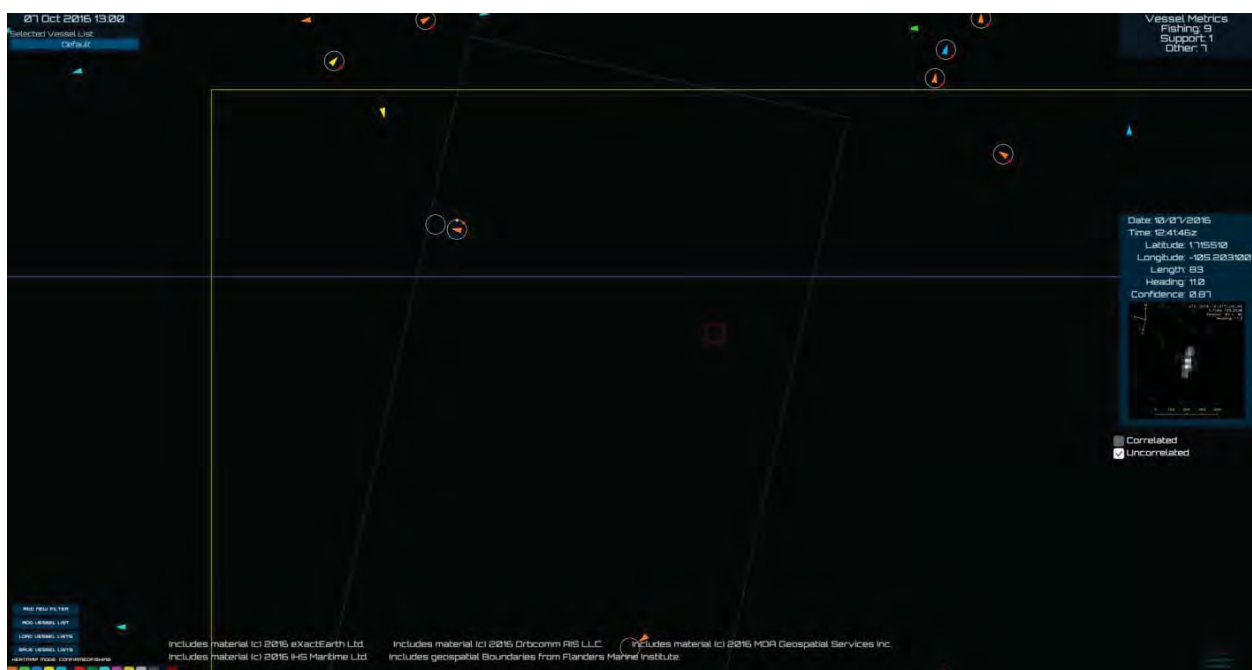 07 Oct 2016 13:00
Selected Vessel List
Default
Vessel Metrics
Fishing: 9
Support: 1
Other: 7
Date: 10/07/2016
Time: 12:41:46z
Latitude: 1.715510
Longitude: -105.203100
Length: 83
Heading: 11.0
Confidence: 0.87
Correlated
Uncorrelated
ADD NEW FILTER
ADD VESSEL LIST
LOAD VESSEL LISTS
SAVE VESSEL LISTS
HEATMAP MODE: CONFIRMEDFISHING
Includes material (c) 2016 eXactEarth Ltd. Includes material (c) 2016 Orbcomm AIS L.L.C. Includes material (c) 2016 MDA Geospatial Services Inc.
Includes material (c) 2016 IHS Maritime Ltd. Includes geospatial Boundaries from Flanders Marine Institute.